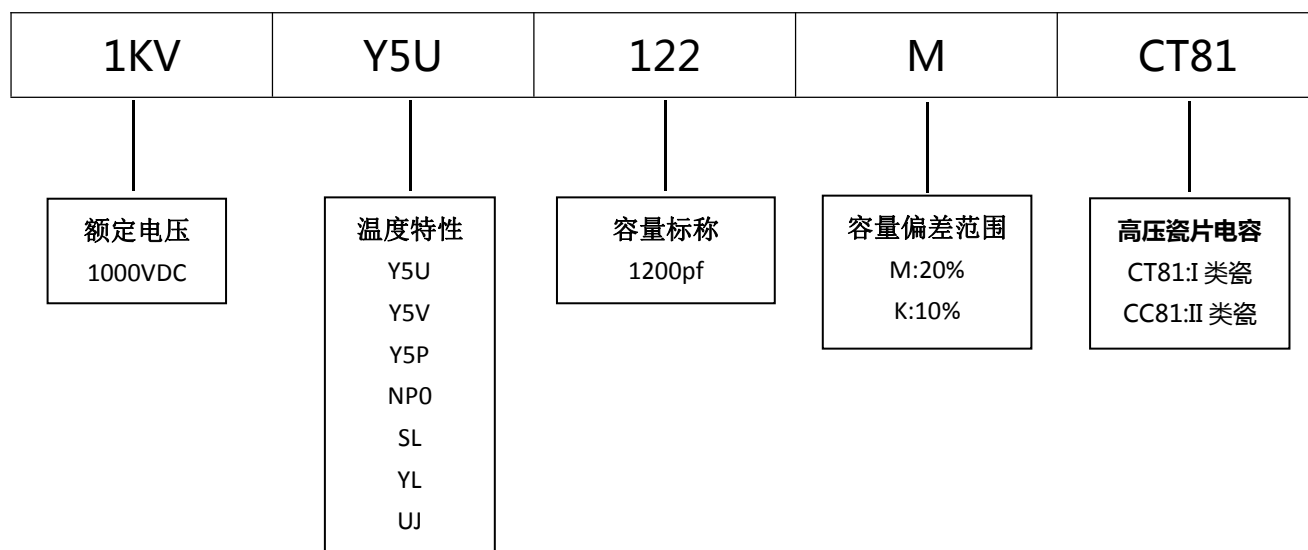 1KV Y5U 122 M CT81
额定电压
1000VDC
温度特性
Y5U
Y5V
Y5P
NP0
SL
YL
UJ
容量标称
1200pf
容量偏差范围
M:20%
K:10%
高压瓷片电容
CT81:I 类瓷
CC81:II 类瓷